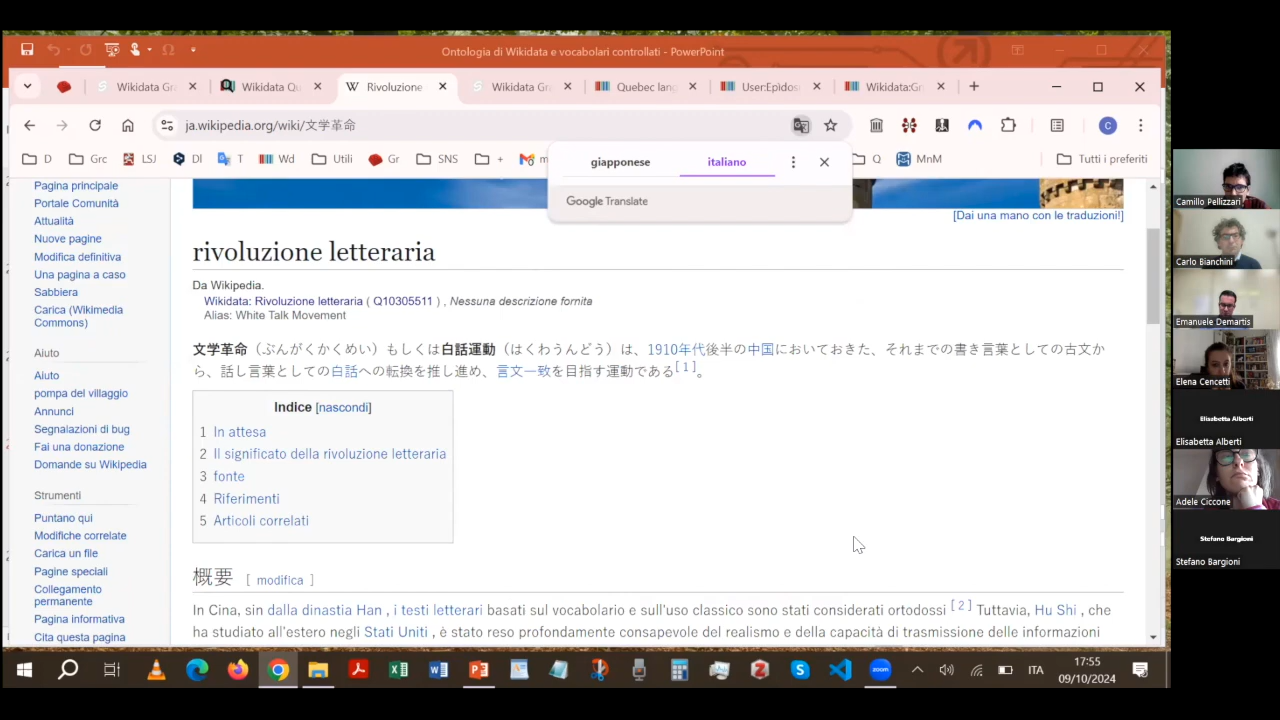 Ontologia di Wikidata e vocabolari controllati - PowerPoint
Wikidata Gr
Wikidata Qu
Rivoluzione
Wikidata Gr
Quebec lang
User:Epìdos
Wikidata:Gr
ja.wikipedia.org/wiki/文学革命
D
Grc
LSJ
DI
T
Wd
Utili
Gr
SNS
+
m
Q
MnM
Tutti i preferiti
giapponese
italiano
Google Translate
Pagina principale
Portale Comunità
Attualità
Nuove pagine
Modifica definitiva
Una pagina a caso
Sabbiera
Carica (Wikimedia
Commons)
Aiuto
Aiuto
pompa del villaggio
Annunci
Segnalazioni di bug
Fai una donazione
Domande su Wikipedia
Strumenti
Puntano qui
Modifiche correlate
Carica un file
Pagine speciali
Collegamento
permanente
Pagina informativa
Cita questa pagina
[Dai una mano con le traduzioni!]
rivoluzione letteraria
Da Wikipedia.
Wikidata: Rivoluzione letteraria ( Q10305511 ) , Nessuna descrizione fornita
Alias: White Talk Movement
文学革命（ぶんがくかくめい）もしくは白話運動（はくわうんどう）は、1910年代後半の中国においておきた、それまでの書き言葉としての古文か
ら、話し言葉としての白話への転換を推し進め、言文一致を目指す運動である[1]。
Indice [nascondi]
1 In attesa
2 Il significato della rivoluzione letteraria
3 fonte
4 Riferimenti
5 Articoli correlati
概要 [ modifica ]
In Cina, sin dalla dinastia Han , i testi letterari basati sul vocabolario e sull'uso classico sono stati considerati ortodossi [2] Tuttavia, Hu Shi , che
ha studiato all'estero negli Stati Uniti , è stato reso profondamente consapevole del realismo e della capacità di trasmissione delle informazioni
Camillo Pellizzari
Carlo Bianchini
Emanuele Demartis
Elena Cencetti
Elisabetta Alberti
Elisabetta Alberti
Adele Ciccone
Stefano Bargioni
Stefano Bargioni
zoom
ITA
17:55
09/10/2024